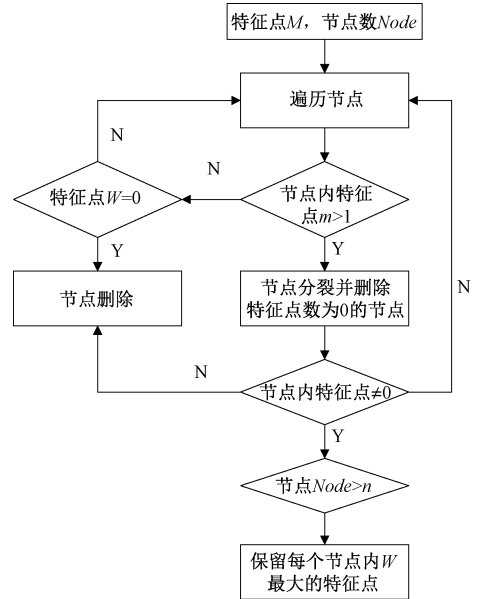 特征点M，节点数Node
遍历节点
N
N
特征点W=0
节点内特征
点m>1
Y
Y
节点删除
节点分裂并删除
特征点数为0的节点
N
N
节点内特征点≠0
Y
节点Node>n
保留每个节点内W
最大的特征点